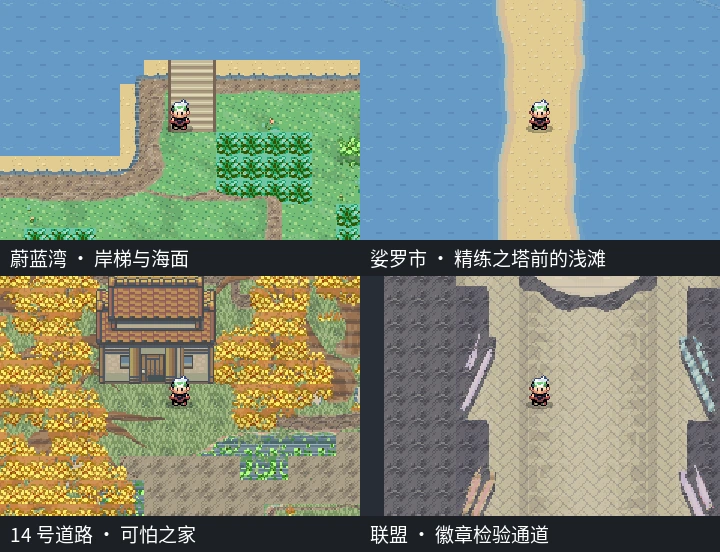 蔚蓝湾 · 岸梯与海面
娑罗市 · 精练之塔前的浅滩
14 号道路 · 可怕之家
联盟 · 徽章检验通道